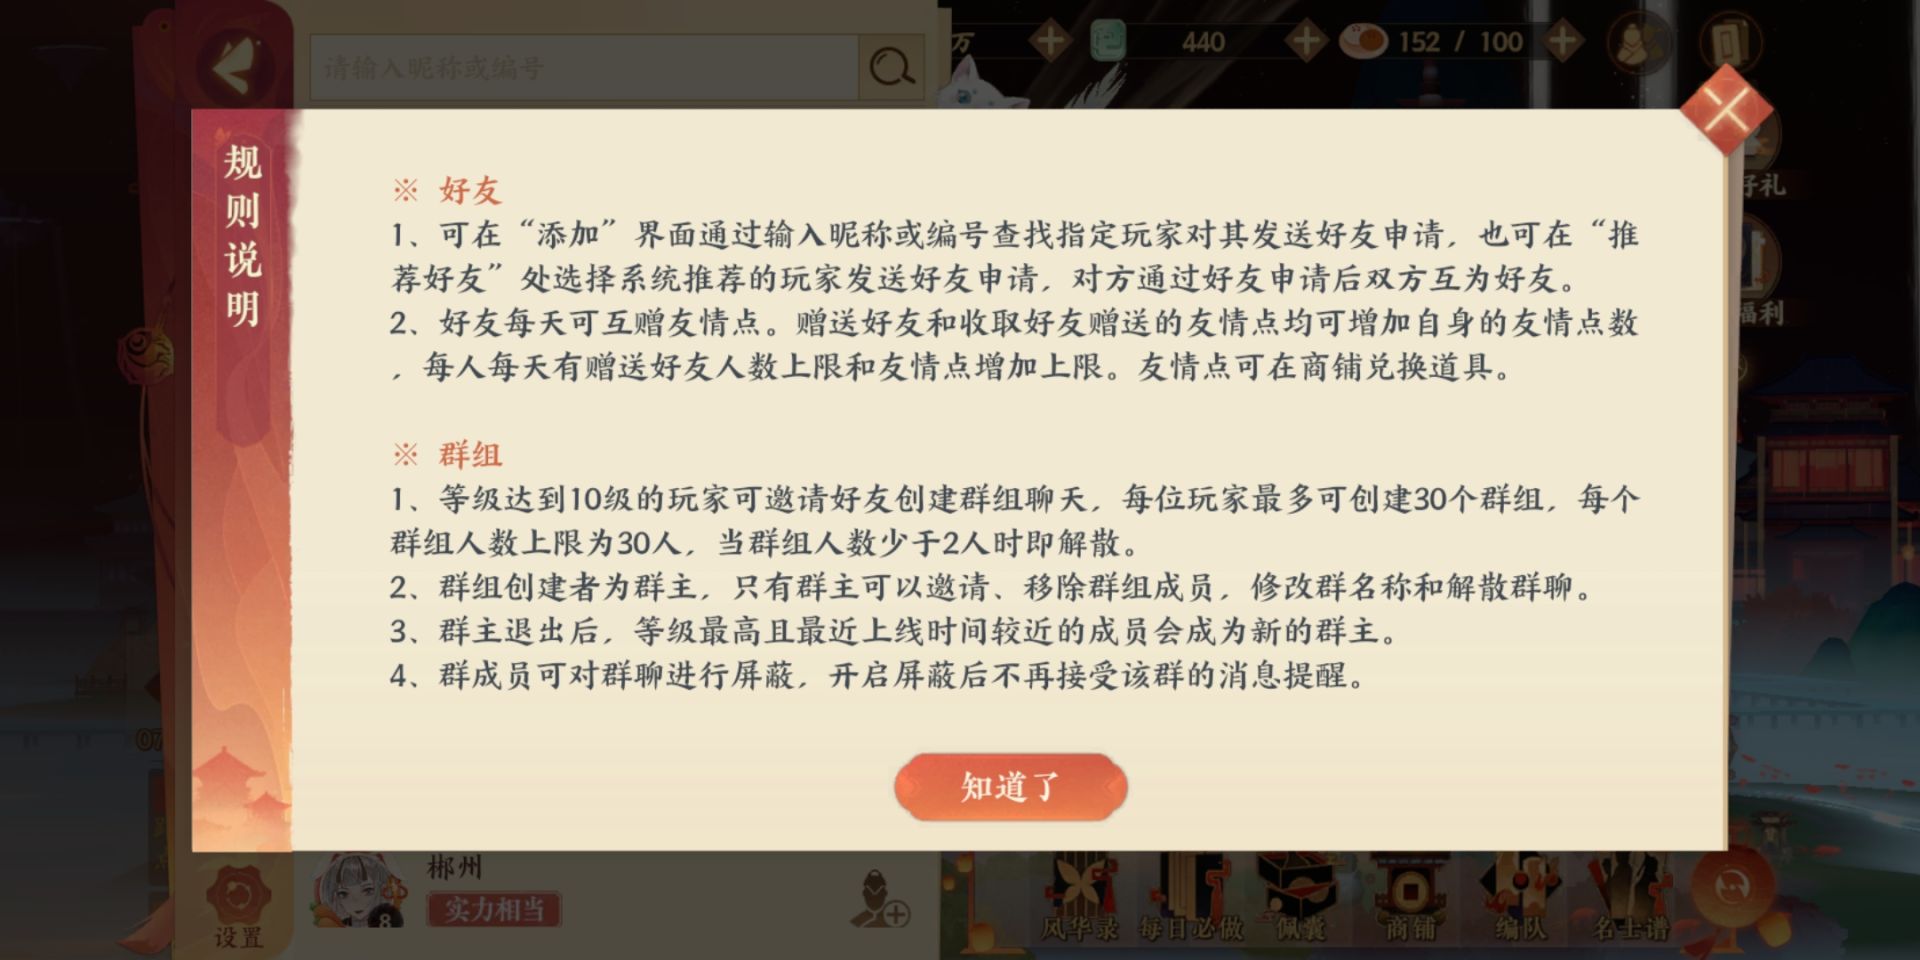 请输入昵称或编号
万
440
152 / 100
规则说明
※ 好友
1、可在“添加”界面通过输入昵称或编号查找指定玩家对其发送好友申请，也可在“推
荐好友”处选择系统推荐的玩家发送好友申请，对方通过好友申请后双方互为好友。
2、好友每天可互赠友情点。赠送好友和收取好友赠送的友情点均可增加自身的友情点数
，每人每天有赠送好友人数上限和友情点增加上限。友情点可在商铺兑换道具。
※ 群组
1、等级达到10级的玩家可邀请好友创建群组聊天，每位玩家最多可创建30个群组，每个
群组人数上限为30人，当群组人数少于2人时即解散。
2、群组创建者为群主，只有群主可以邀请、移除群组成员，修改群名称和解散群聊。
3、群主退出后，等级最高且最近上线时间较近的成员会成为新的群主。
4、群成员可对群聊进行屏蔽，开启屏蔽后不再接受该群的消息提醒。
知道了
好礼
福利
07
郴州
8
实力相当
设置
风华录 每日必做 佩囊 商铺 编队 名士谱